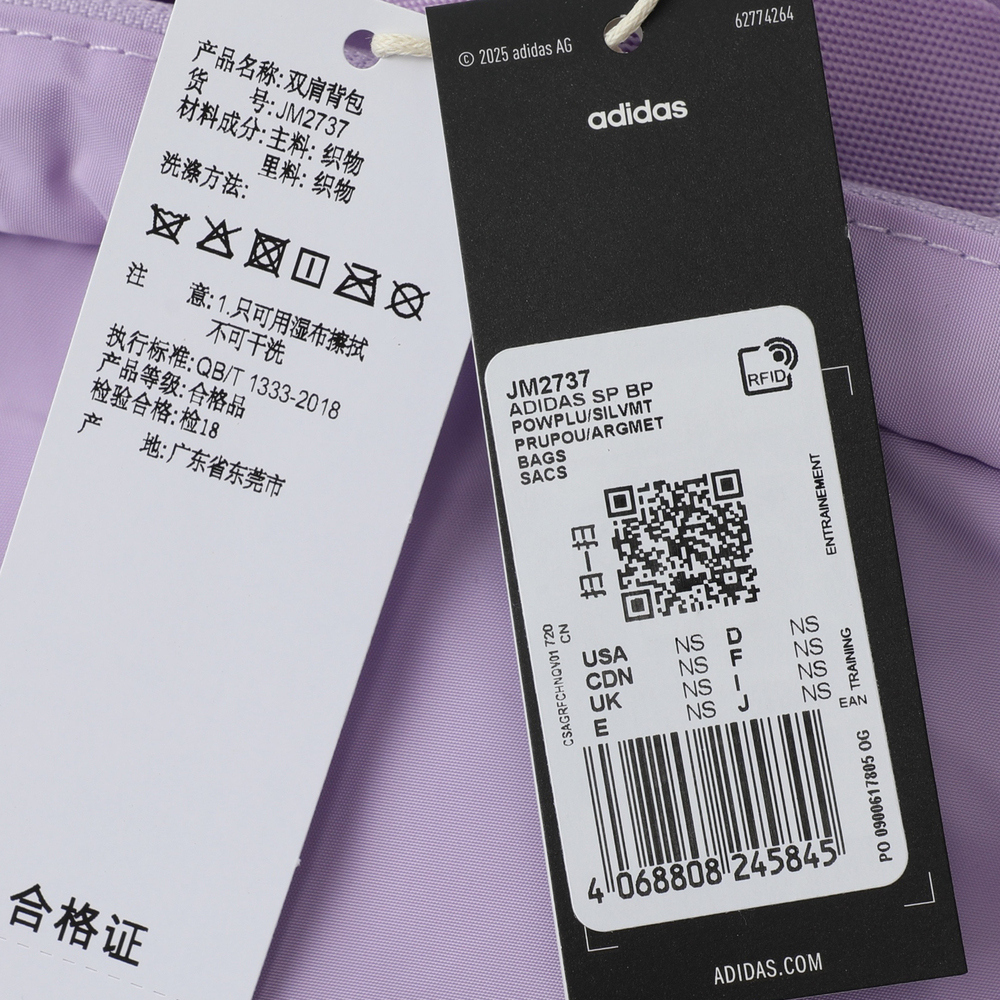 产品名称:双肩背包
货 号:JM2737
材料成分:主料: 织物
里料: 织物
洗涤方法:
注 意:1.只可用湿布擦拭
不可干洗
执行标准:QB/T 1333-2018
产品等级:合格品
检验合格:检18
产 地:广东省东莞市
合格证
© 2025 adidas AG
62774264
adidas
JM2737
ADIDAS SP BP
POWPLU/SILVMT
PRUPOU/ARGMET
BAGS
SACS
RFID
ENTRAINEMENT
CSAGRFCHNQV01 720
CN
USA NS D NS
CDN NS F NS
UK NS I NS
E NS J NS
TRAINING
PO 0900617805 OG
4 068808 245845
ADIDAS.COM